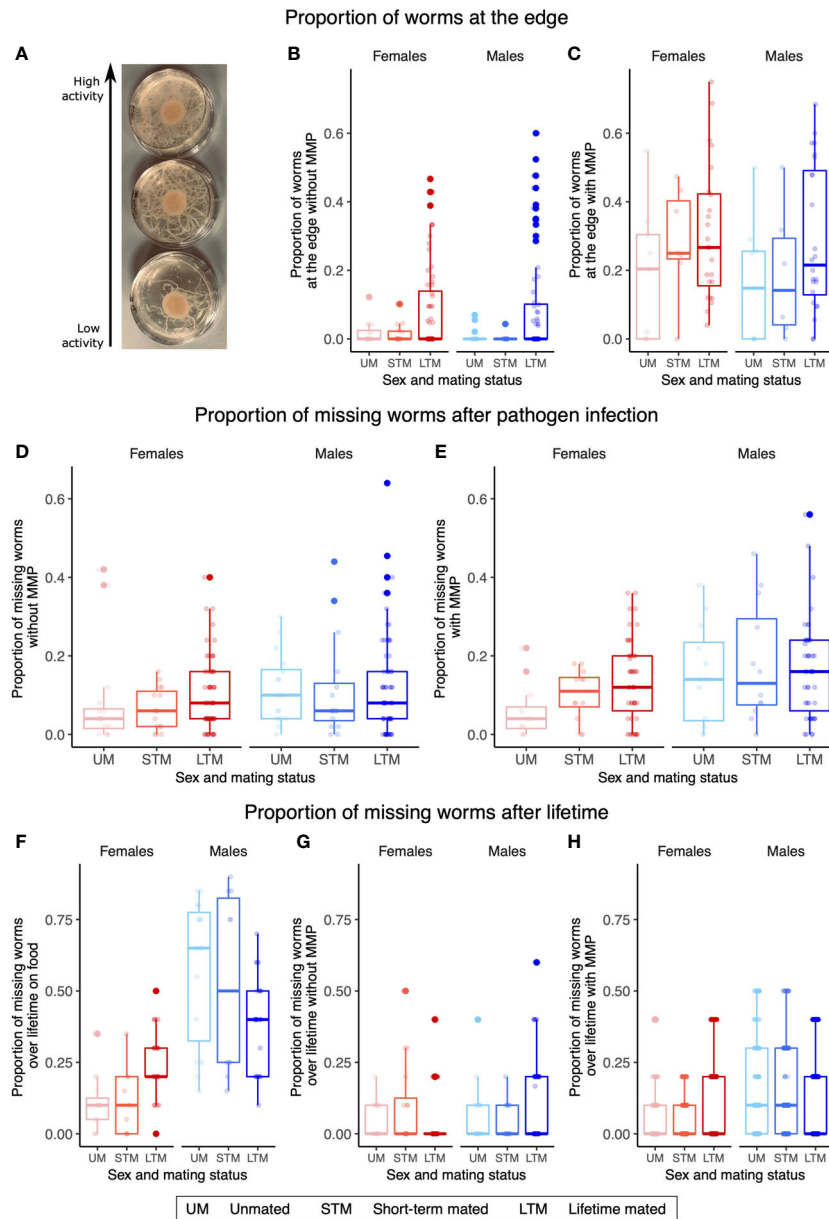 Proportion of worms at the edge
A
High
activity
Low
activity
B
Females
Males
Proportion of worms
at the edge without MMP
0.6
0.4
0.2
0.0
UM
STM
LTM
UM
STM
LTM
Sex and mating status
C
Females
Males
Proportion of worms
at the edge with MMP
0.6
0.4
0.2
0.0
UM
STM
LTM
UM
STM
LTM
Sex and mating status
Proportion of missing worms after pathogen infection
D
Females
Males
Proportion of missing worms
without MMP
0.6
0.4
0.2
0.0
UM
STM
LTM
UM
STM
LTM
Sex and mating status
E
Females
Males
Proportion of missing worms
with MMP
0.6
0.4
0.2
0.0
UM
STM
LTM
UM
STM
LTM
Sex and mating status
Proportion of missing worms after lifetime
F
Females
Males
Proportion of missing worms
over lifetime on food
0.75
0.50
0.25
0.00
UM
STM
LTM
UM
STM
LTM
Sex and mating status
G
Females
Males
Proportion of missing worms
over lifetime without MMP
0.75
0.50
0.25
0.00
UM
STM
LTM
UM
STM
LTM
Sex and mating status
H
Females
Males
Proportion of missing worms
over lifetime with MMP
0.75
0.50
0.25
0.00
UM
STM
LTM
UM
STM
LTM
Sex and mating status
UM Unmated STM Short-term mated LTM Lifetime mated